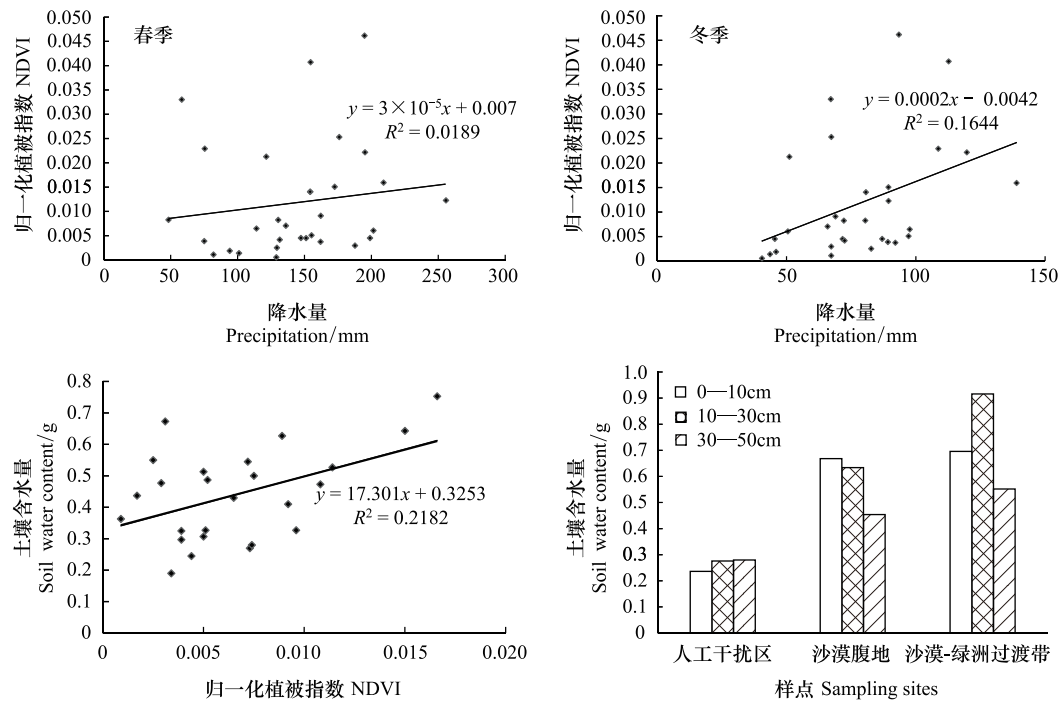 0.050
0.045
0.040
0.035
0.030
0.025
0.020
0.015
0.010
0.005
0
归一化植被指数 NDVI
春季
y = 3×10⁻⁵x + 0.007
R² = 0.0189
0 50 100 150 200 250 300
降水量
Precipitation/mm
0.050
0.045
0.040
0.035
0.030
0.025
0.020
0.015
0.010
0.005
0
归一化植被指数 NDVI
冬季
y = 0.0002x − 0.0042
R² = 0.1644
0 50 100 150
降水量
Precipitation/mm
0.8
0.7
0.6
0.5
0.4
0.3
0.2
0.1
0
土壤含水量
Soil water content/g
y = 17.301x + 0.3253
R² = 0.2182
0 0.005 0.010 0.015 0.020
归一化植被指数 NDVI
1.0
0.9
0.8
0.7
0.6
0.5
0.4
0.3
0.2
0.1
0
土壤含水量
Soil water content/g
0—10cm
10—30cm
30—50cm
人工干扰区 沙漠腹地 沙漠-绿洲过渡带
样点 Sampling sites